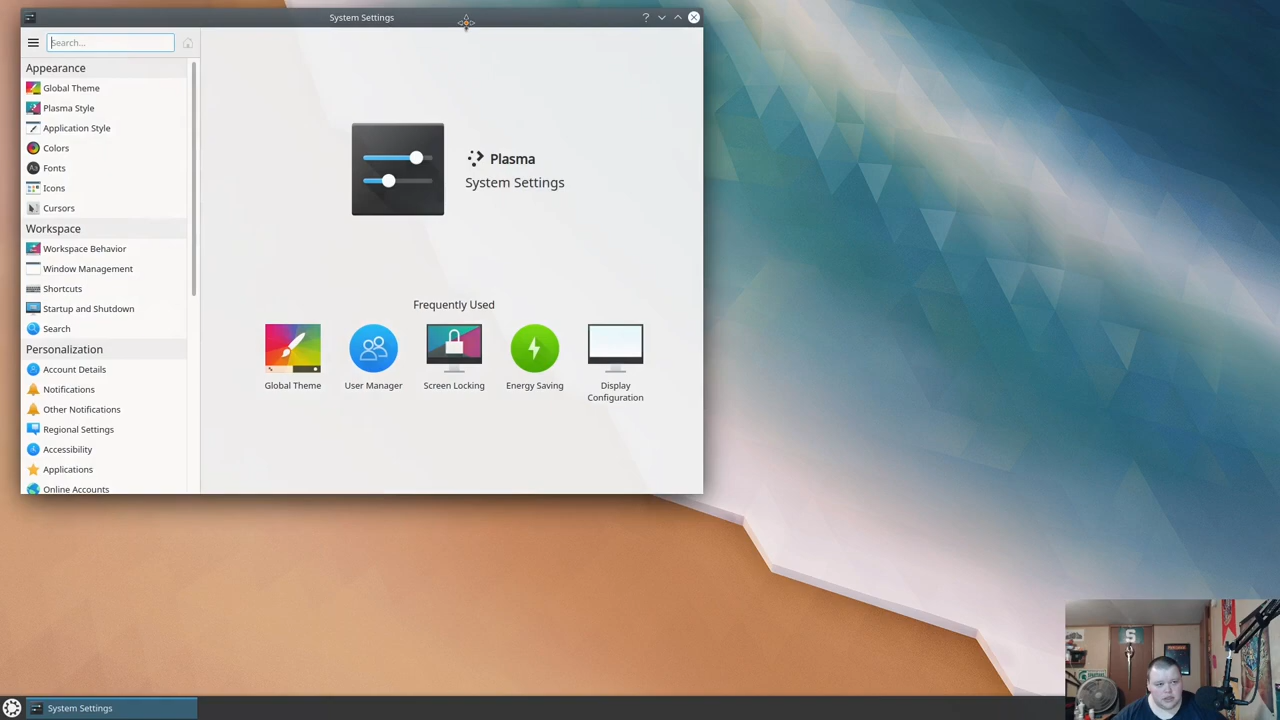 System Settings
?
Search...
Appearance
Global Theme
Plasma Style
Application Style
Colors
Aa Fonts
Icons
Cursors
Workspace
Workspace Behavior
Window Management
Shortcuts
Startup and Shutdown
Search
Personalization
Account Details
Notifications
Other Notifications
Regional Settings
Accessibility
Applications
Online Accounts
Plasma
System Settings
Frequently Used
Global Theme
User Manager
Screen Locking
Energy Saving
Display
Configuration
System Settings
S